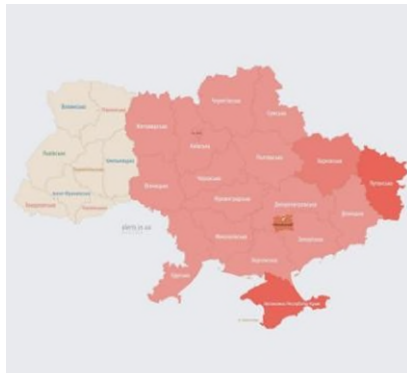 Волинська
Рівненська
Житомирська
Чернігівська
Сумська
Київська
Львівська
Тернопільська
Хмельницька
Полтавська
Харківська
Луганська
Івано-Франківська
Вінницька
Черкаська
Закарпатська
Чернівецька
Кіровоградська
Дніпропетровська
Донецька
alerts.in.ua
Миколаївська
Запорізька
Одеська
Херсонська
Автономна Республіка Крим